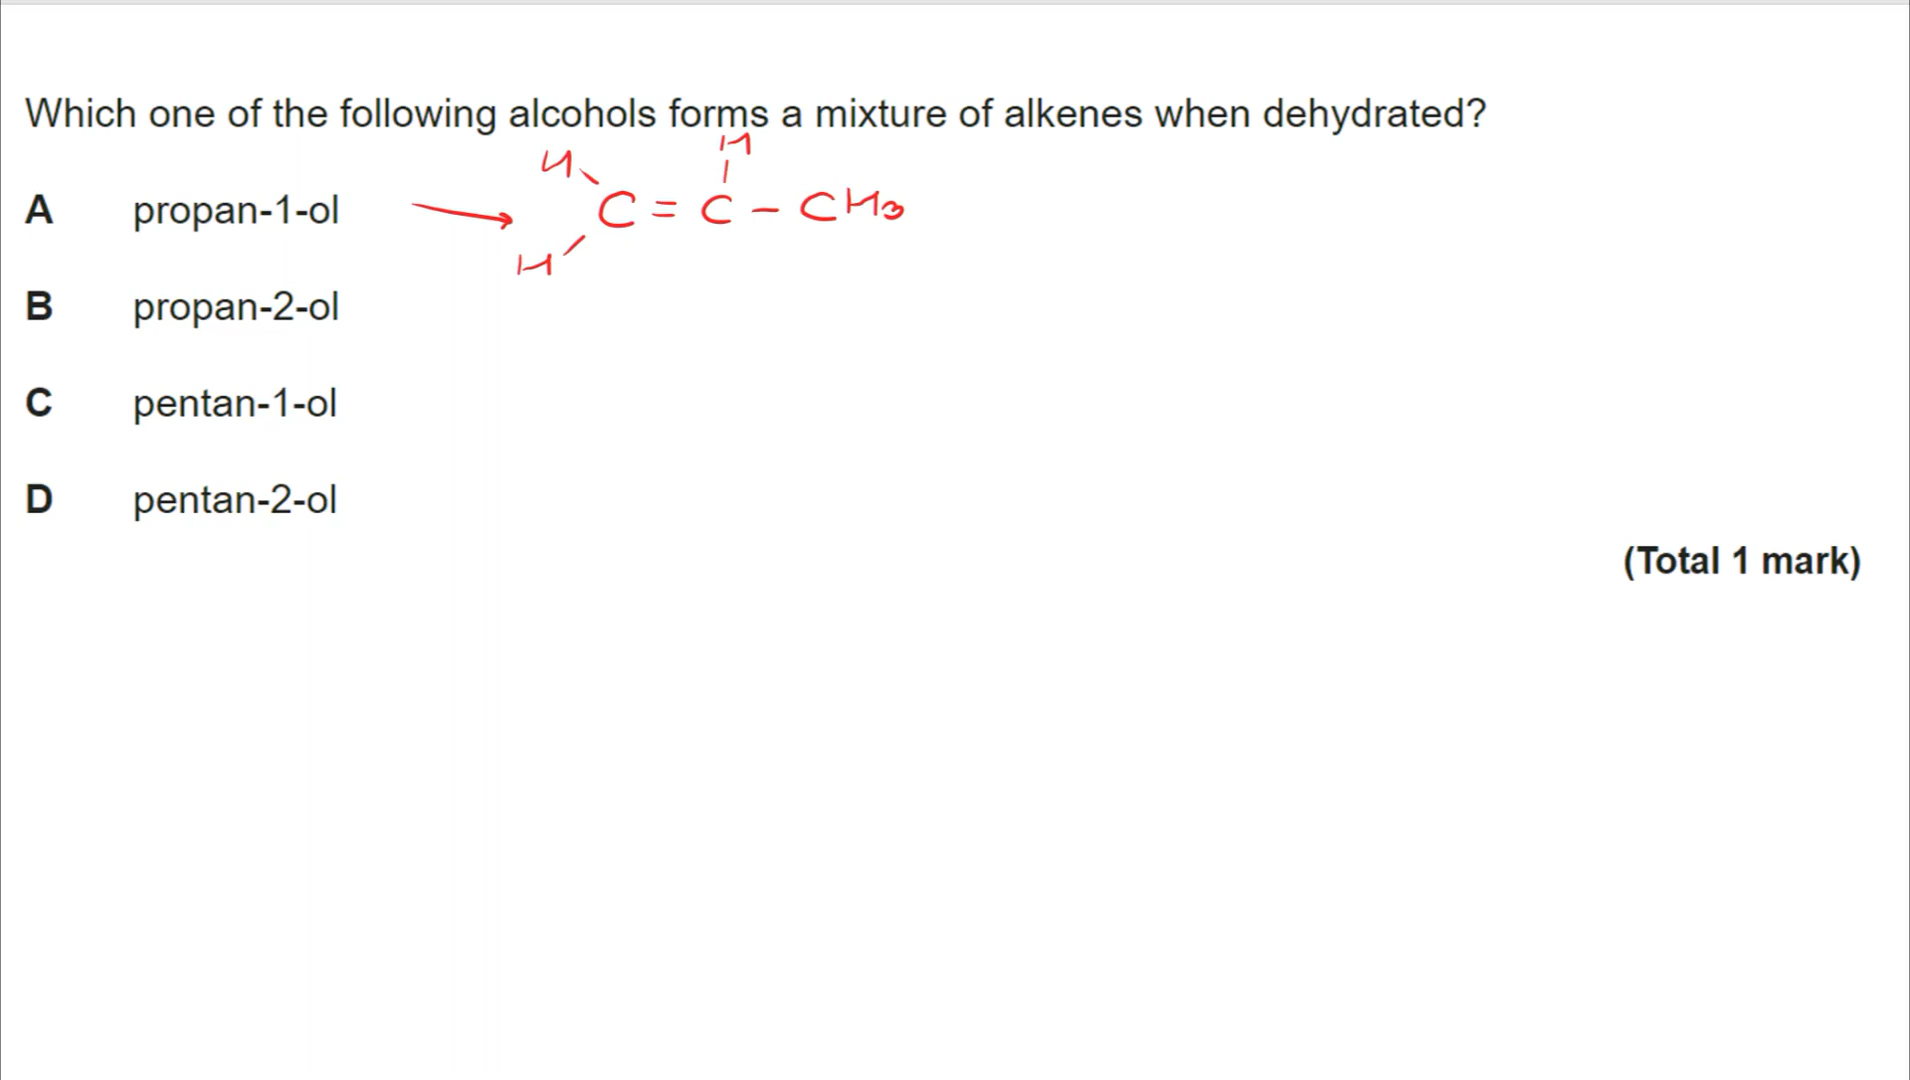 Which one of the following alcohols forms a mixture of alkenes when dehydrated?
H
H
A propan-1-ol → C = C - CH3
H
B propan-2-ol
C pentan-1-ol
D pentan-2-ol
(Total 1 mark)